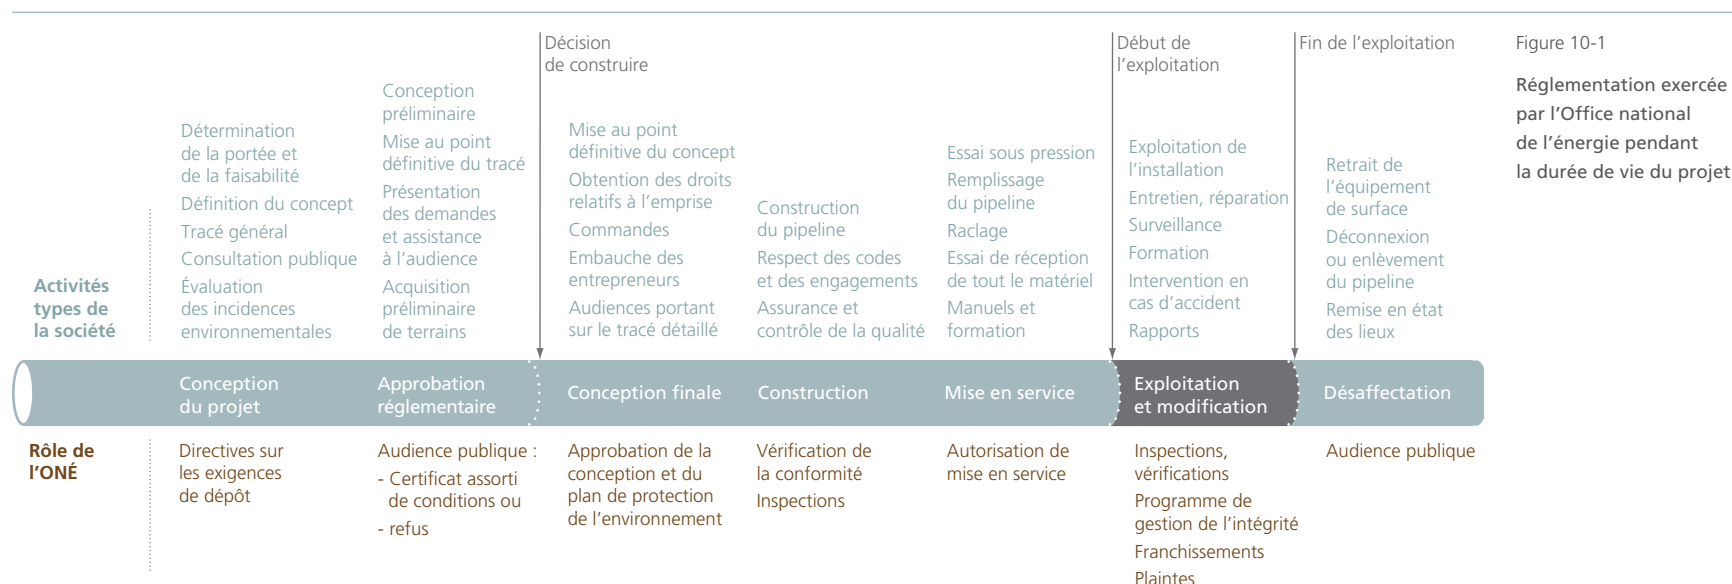 Décision
de construire
Début de
l'exploitation
Fin de l'exploitation
Figure 10-1
Réglementation exercée
par l'Office national
de l'énergie pendant
la durée de vie du projet
Activités
types de
la société
Détermination
de la portée et
de la faisabilité
Définition du concept
Tracé général
Consultation publique
Évaluation
des incidences
environnementales
Conception
préliminaire
Mise au point
définitive du tracé
Présentation
des demandes
et assistance
à l'audience
Acquisition
préliminaire
de terrains
Mise au point
définitive du concept
Obtention des droits
relatifs à l'emprise
Commandes
Embauche des
entrepreneurs
Audiences portant
sur le tracé détaillé
Construction
du pipeline
Respect des codes
et des engagements
Assurance et
contrôle de la qualité
Essai sous pression
Remplissage
du pipeline
Raclage
Essai de réception
de tout le matériel
Manuels et
formation
Exploitation de
l'installation
Entretien, réparation
Surveillance
Formation
Intervention en
cas d'accident
Rapports
Retrait de
l'équipement
de surface
Déconnexion
ou enlèvement
du pipeline
Remise en état
des lieux
Conception
du projet
Approbation
réglementaire
Conception finale
Construction
Mise en service
Exploitation
et modification
Désaffectation
Rôle de
l'ONÉ
Directives sur
les exigences
de dépôt
Audience publique :
- Certificat assorti
de conditions ou
- refus
Approbation de la
conception et du
plan de protection
de l'environnement
Vérification de
la conformité
Inspections
Autorisation de
mise en service
Inspections,
vérifications
Programme de
gestion de l'intégrité
Franchissements
Plaintes
Audience publique